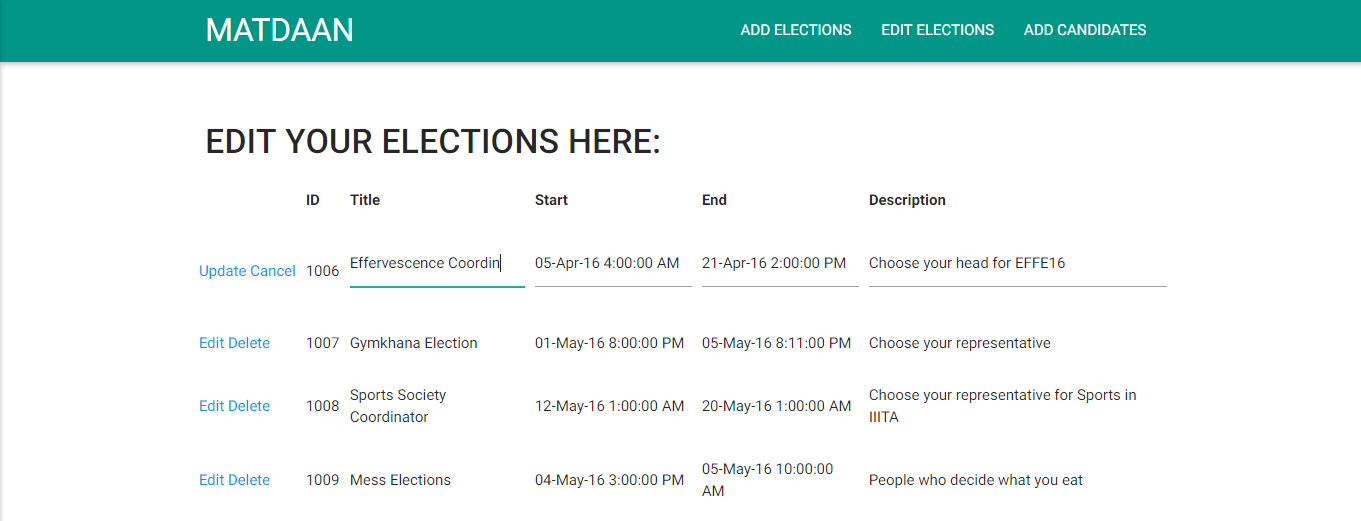 MATDAAN ADD ELECTIONS EDIT ELECTIONS ADD CANDIDATES
EDIT YOUR ELECTIONS HERE:
ID Title Start End Description
Update Cancel 1006 Effervescence Coordin 05-Apr-16 4:00:00 AM 21-Apr-16 2:00:00 PM Choose your head for EFFE16
Edit Delete 1007 Gymkhana Election 01-May-16 8:00:00 PM 05-May-16 8:11:00 PM Choose your representative
Edit Delete 1008 Sports Society
Coordinator 12-May-16 1:00:00 AM 20-May-16 1:00:00 AM Choose your representative for Sports in
IIITA
Edit Delete 1009 Mess Elections 04-May-16 3:00:00 PM 05-May-16 10:00:00
AM People who decide what you eat